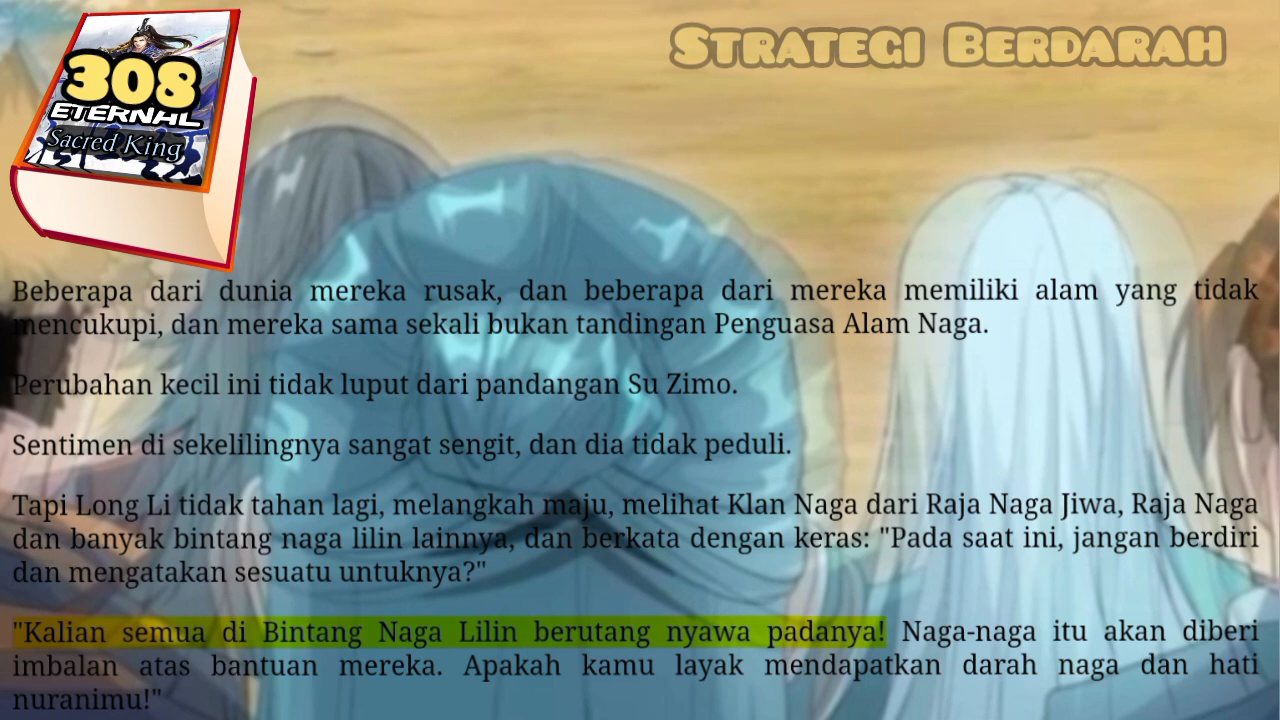 308
ETERNAL
Sacred King
STRATEGI BERDARAH
Beberapa dari dunia mereka rusak, dan beberapa dari mereka memiliki alam yang tidak
mencukupi, dan mereka sama sekali bukan tandingan Penguasa Alam Naga.
Perubahan kecil ini tidak luput dari pandangan Su Zimo.
Sentimen di sekelilingnya sangat sengit, dan dia tidak peduli.
Tapi Long Li tidak tahan lagi, melangkah maju, melihat Klan Naga dari Raja Naga Jiwa, Raja Naga
dan banyak bintang naga lilin lainnya, dan berkata dengan keras: "Pada saat ini, jangan berdiri
dan mengatakan sesuatu untuknya?"
"Kalian semua di Bintang Naga Lilin berutang nyawa padanya! Naga-naga itu akan diberi
imbalan atas bantuan mereka. Apakah kamu layak mendapatkan darah naga dan hati
nuranimu!"